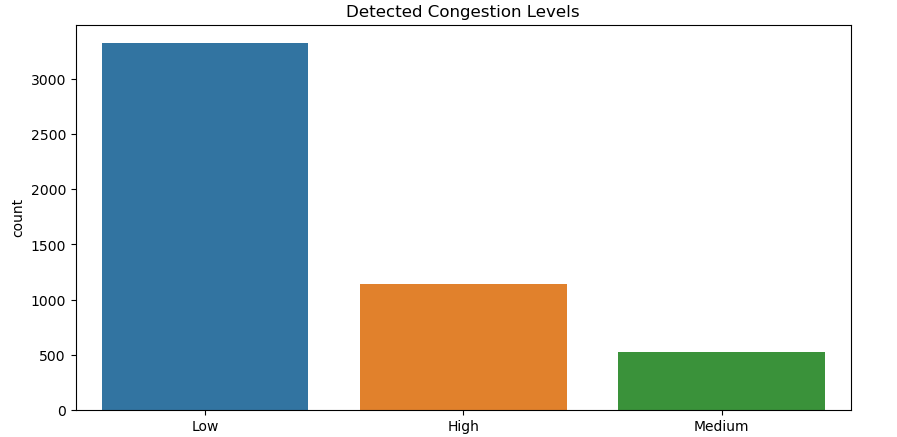 Detected Congestion Levels
count
3000
2500
2000
1500
1000
500
0
Low
High
Medium